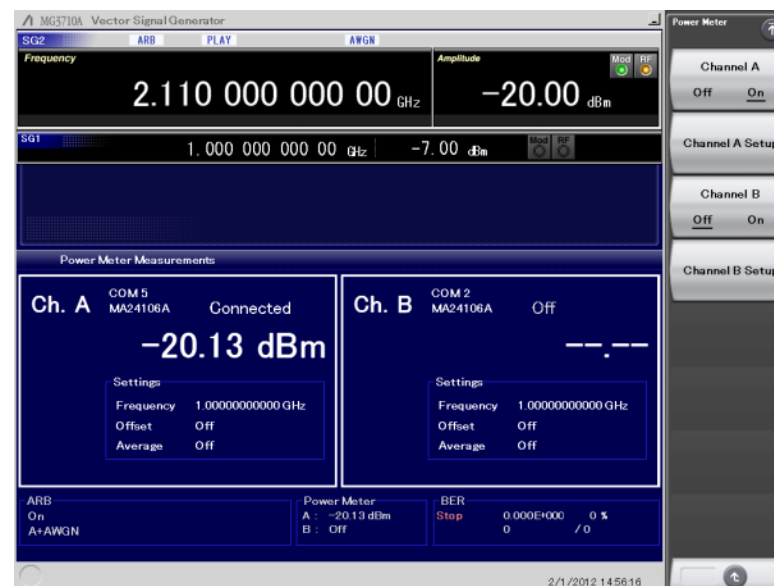 MG3710A Vector Signal Generator
SG2 ARB PLAY AWGN
Frequency
2.110 000 000 00 GHz
Amplitude
Mod RF
-20.00 dBm
SG1
1.000 000 000 00 GHz
-7.00 dBm
Mod RF
Power Meter Measurements
Ch. A
COM5
MA24106A
Connected
-20.13 dBm
Settings
Frequency 1.00000000000 GHz
Offset Off
Average Off
Ch. B
COM2
MA24106A
Off
--.--
Settings
Frequency 1.00000000000 GHz
Offset Off
Average Off
ARB
On
A+AWGN
Power Meter
A : -20.13 dBm
B : Off
BER
Stop 0.000E+000 0 %
0 / 0
2/1/2012 14:56:16
Power Meter
Channel A
Off On
Channel A Setup
Channel B
Off On
Channel B Setup